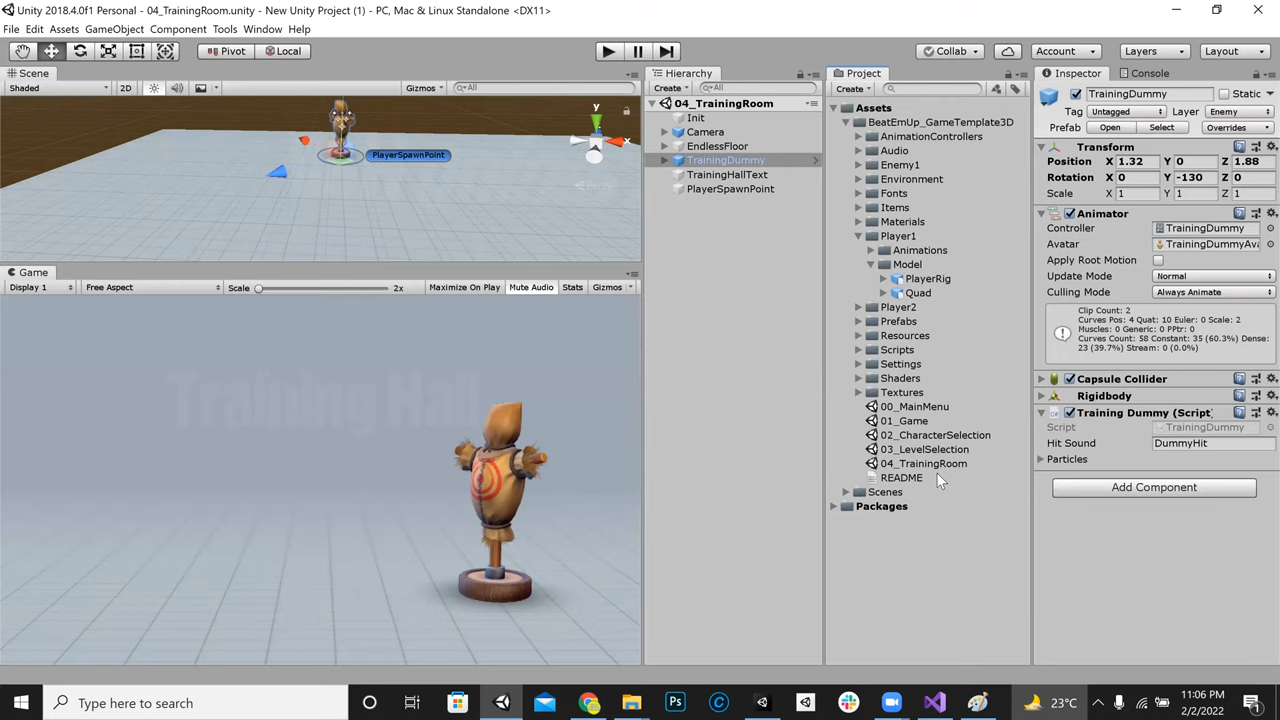 Unity 2018.4.0f1 Personal - 04_TrainingRoom.unity - New Unity Project (1) - PC, Mac & Linux Standalone <DX11>
File Edit Assets GameObject Component Tools Window Help
Pivot Local Collab Account Layers Layout
Scene
Shaded 2D Gizmos All
y
x
PlayerSpawnPoint
Game
Display 1 Free Aspect Scale 2x Maximize On Play Mute Audio Stats Gizmos
Hierarchy
Create All
04_TrainingRoom
Init
Camera
EndlessFloor
TrainingDummy
TrainingHallText
PlayerSpawnPoint
Project
Create
Assets
BeatEmUp_GameTemplate3D
AnimationControllers
Audio
Enemy1
Environment
Fonts
Items
Materials
Player1
Animations
Model
PlayerRig
Quad
Player2
Prefabs
Resources
Scripts
Settings
Shaders
Textures
00_MainMenu
01_Game
02_CharacterSelection
03_LevelSelection
04_TrainingRoom
README
Scenes
Packages
Inspector Console
TrainingDummy Static
Tag Untagged Layer Enemy
Prefab Open Select Overrides
Transform
Position X 1.32 Y 0 Z 1.88
Rotation X 0 Y -130 Z 0
Scale X 1 Y 1 Z 1
Animator
Controller TrainingDummy
Avatar TrainingDummyAva
Apply Root Motion
Update Mode Normal
Culling Mode Always Animate
Clip Count: 2
Curves Pos: 4 Quat: 10 Euler: 0 Scale: 2
Muscles: 0 Generic: 0 PPtr: 0
Curves Count: 58 Constant: 35 (60.3%) Dense:
23 (39.7%) Stream: 0 (0.0%)
Capsule Collider
Rigidbody
Training Dummy (Script)
Script TrainingDummy
Hit Sound DummyHit
Particles
Add Component
Type here to search
Ps
23°C
11:06 PM
2/2/2022